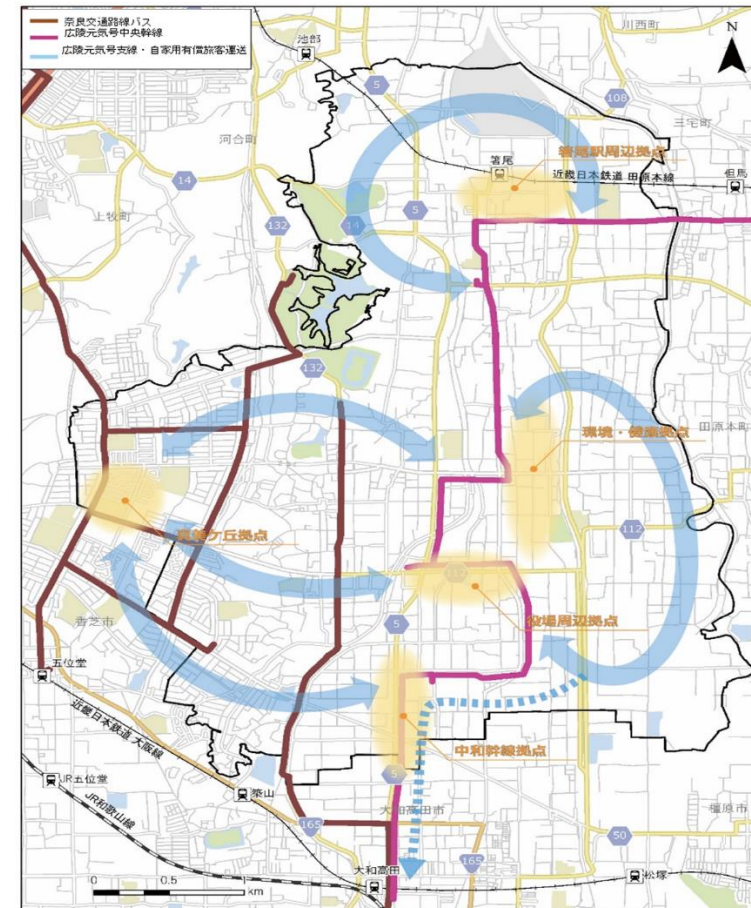 奈良交通路線バス
広陵元気号中央幹線
広陵元気号支線・自家用有償旅客運送
川西町
N
池部
5
108
三宅町
河合町
箸尾
箸尾駅周辺拠点
近畿日本鉄道 田原本線
但馬
14
上牧町
132
14
5
132
田原本町
環境・健康拠点
真美ケ丘拠点
112
112
香芝市
5
役場周辺拠点
五位堂
近畿日本鉄道 大阪線
中和幹線拠点
JR五位堂
築山
5
大和高田市
橿原市
JR和歌山線
165
50
165
大和高田
松塚
0
0.5
1
km